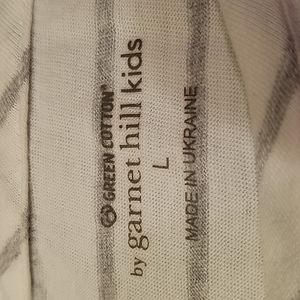 GREEN COTTON®
by garnet hill kids
L
MADE IN UKRAINE